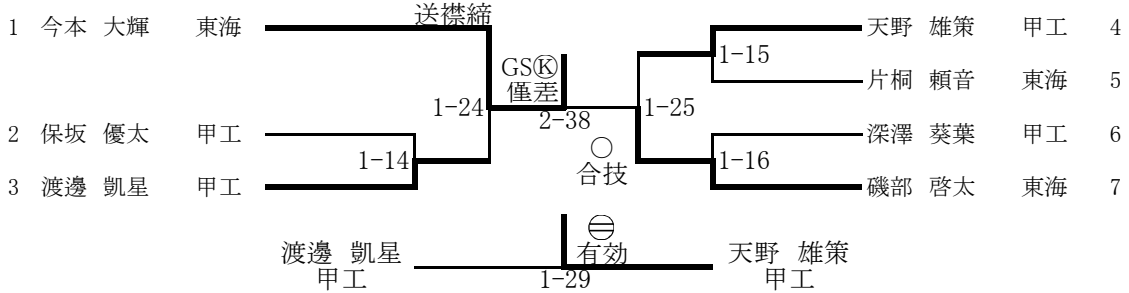 送襟締
1 今本 大輝 東海
天野 雄策 甲工 4
1-15
GSⓀ
僅差
片桐 頼音 東海 5
1-24
1-25
2-38
2 保坂 優太 甲工
深澤 葵葉 甲工 6
1-14
○
合技
1-16
3 渡邊 凱星 甲工
磯部 啓太 東海 7
渡邊 凱星
甲工
㊀
有効
1-29
天野 雄策
甲工